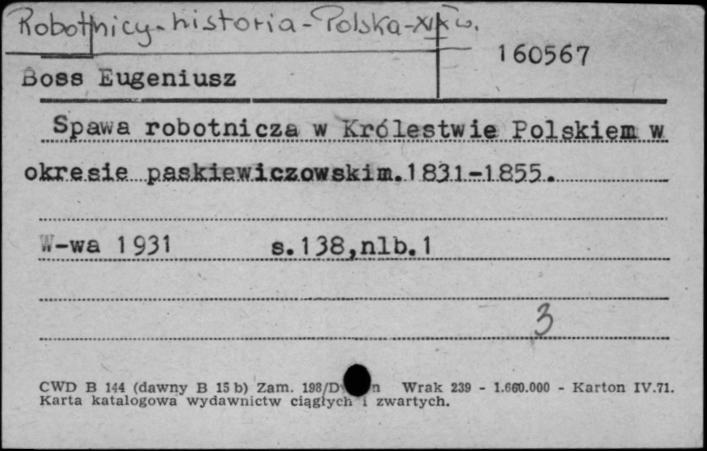 Robotnicy-historia-Polska-XIX w.
160567
Boss Eugeniusz
Spawa robotnicza w Królestwie Polskiem w
okresie paskiewiczowskim.1831-1855.
W-wa 1931 s.138,nlb.1
3
CWD B 144 (dawny B 15 b) Zam. 198/D Wrak 239 - 1.660.000 - Karton IV.71.
Karta katalogowa wydawnictw ciągłych i zwartych.